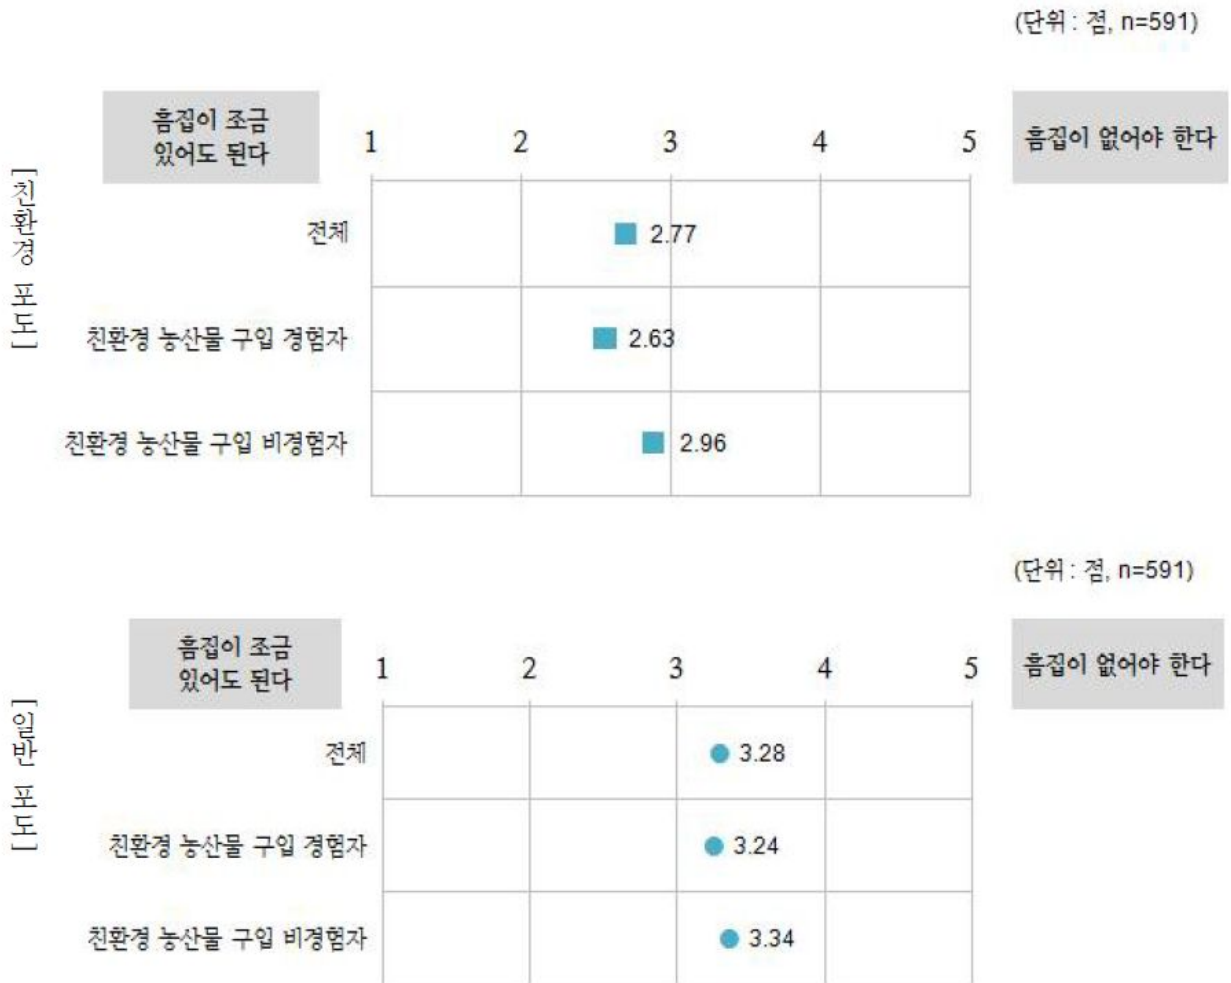 (단위 : 점, n=591)
흠집이 조금
있어도 된다
1 2 3 4 5
흠집이 없어야 한다
[친환경 포도]
전체 2.77
친환경 농산물 구입 경험자 2.63
친환경 농산물 구입 비경험자 2.96
(단위 : 점, n=591)
흠집이 조금
있어도 된다
1 2 3 4 5
흠집이 없어야 한다
[일반 포도]
전체 3.28
친환경 농산물 구입 경험자 3.24
친환경 농산물 구입 비경험자 3.34